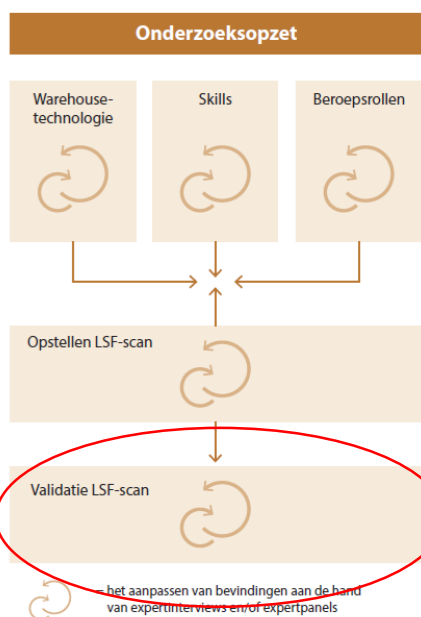 Onderzoeksopzet
Warehouse-
technologie
Skills
Beroepsrollen
Opstellen LSF-scan
Validatie LSF-scan
= het aanpassen van bevindingen aan de hand
van expertinterviews en/of expertpanels